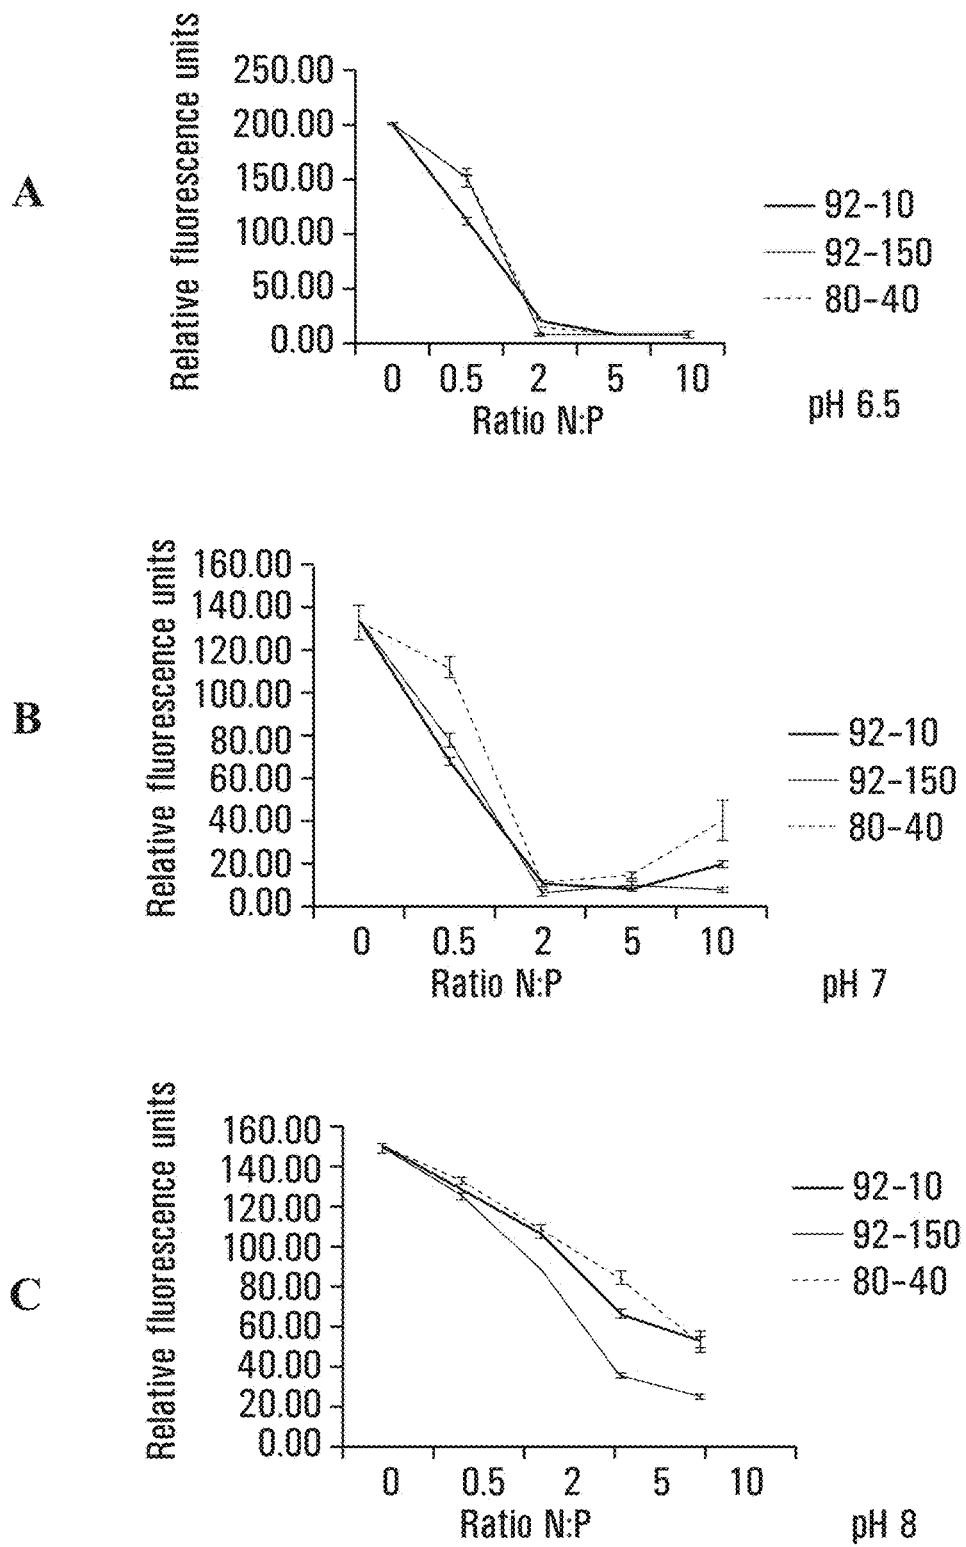 A
Relative fluorescence units
250.00
200.00
150.00
100.00
50.00
0.00
0 0.5 2 5 10
Ratio N:P
92-10
92-150
80-40
pH 6.5
B
Relative fluorescence units
160.00
140.00
120.00
100.00
80.00
60.00
40.00
20.00
0.00
0 0.5 2 5 10
Ratio N:P
92-10
92-150
80-40
pH 7
C
Relative fluorescence units
160.00
140.00
120.00
100.00
80.00
60.00
40.00
20.00
0.00
0 0.5 2 5 10
Ratio N:P
92-10
92-150
80-40
pH 8